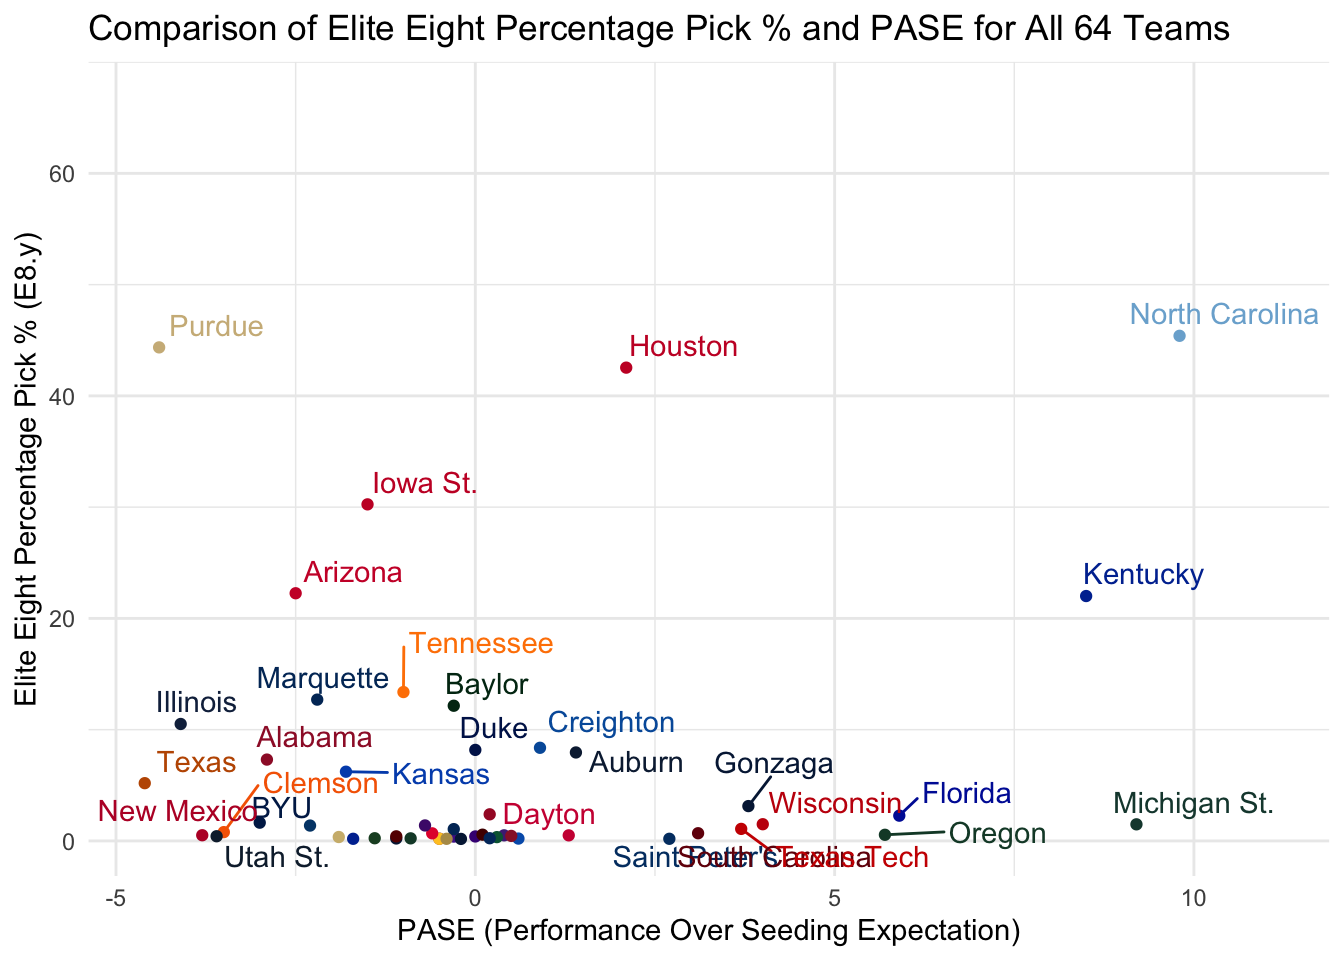 Comparison of Elite Eight Percentage Pick % and PASE for All 64 Teams
Elite Eight Percentage Pick % (E8.y)
60
40
20
0
North Carolina
Purdue
Houston
Iowa St.
Arizona
Kentucky
Tennessee
Marquette
Baylor
Illinois
Duke
Creighton
Alabama
Auburn
Texas
Gonzaga
Kansas
Clemson
Florida
New Mexico
BYU
Dayton
Wisconsin
Michigan St.
Oregon
Utah St.
Saint Peter's
South Carolina
Texas Tech
-5
0
5
10
PASE (Performance Over Seeding Expectation)